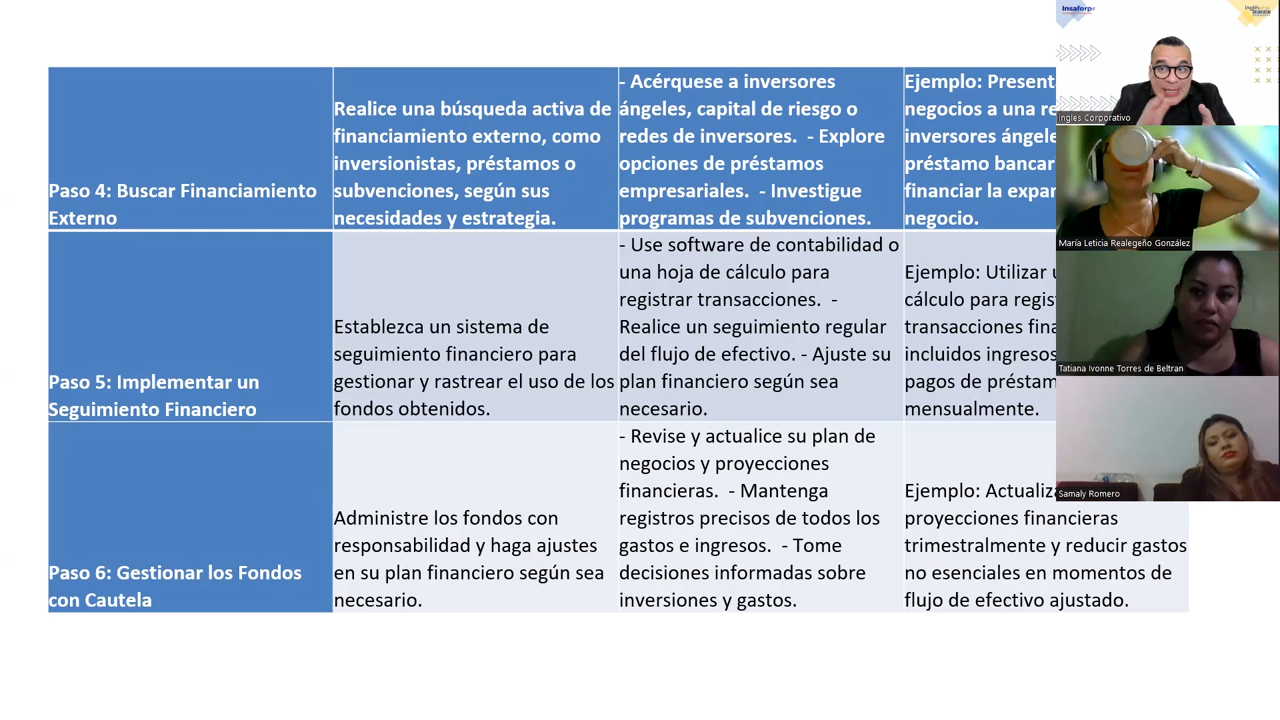 Paso 4: Buscar Financiamiento
Externo
Realice una búsqueda activa de
financiamiento externo, como
inversionistas, préstamos o
subvenciones, según sus
necesidades y estrategia.
- Acérquese a inversores
ángeles, capital de riesgo o
redes de inversores.  - Explore
opciones de préstamos
empresariales.  - Investigue
programas de subvenciones.
Ejemplo: Present
negocios a una re
inversores ángele
préstamo bancar
financiar la expan
negocio.
Paso 5: Implementar un
Seguimiento Financiero
Establezca un sistema de
seguimiento financiero para
gestionar y rastrear el uso de los
fondos obtenidos.
- Use software de contabilidad o
una hoja de cálculo para
registrar transacciones.  -
Realice un seguimiento regular
del flujo de efectivo. - Ajuste su
plan financiero según sea
necesario.
Ejemplo: Utilizar
cálculo para regis
transacciones fina
incluidos ingresos
pagos de préstam
mensualmente.
Paso 6: Gestionar los Fondos
con Cautela
Administre los fondos con
responsabilidad y haga ajustes
en su plan financiero según sea
necesario.
- Revise y actualice su plan de
negocios y proyecciones
financieras.  - Mantenga
registros precisos de todos los
gastos e ingresos.  - Tome
decisiones informadas sobre
inversiones y gastos.
Ejemplo: Actualiza
proyecciones financieras
trimestralmente y reducir gastos
no esenciales en momentos de
flujo de efectivo ajustado.
Insaforp
Ingles Corporativo
María Leticia Realegeño González
Tatiana Ivonne Torres de Beltran
Samaly Romero